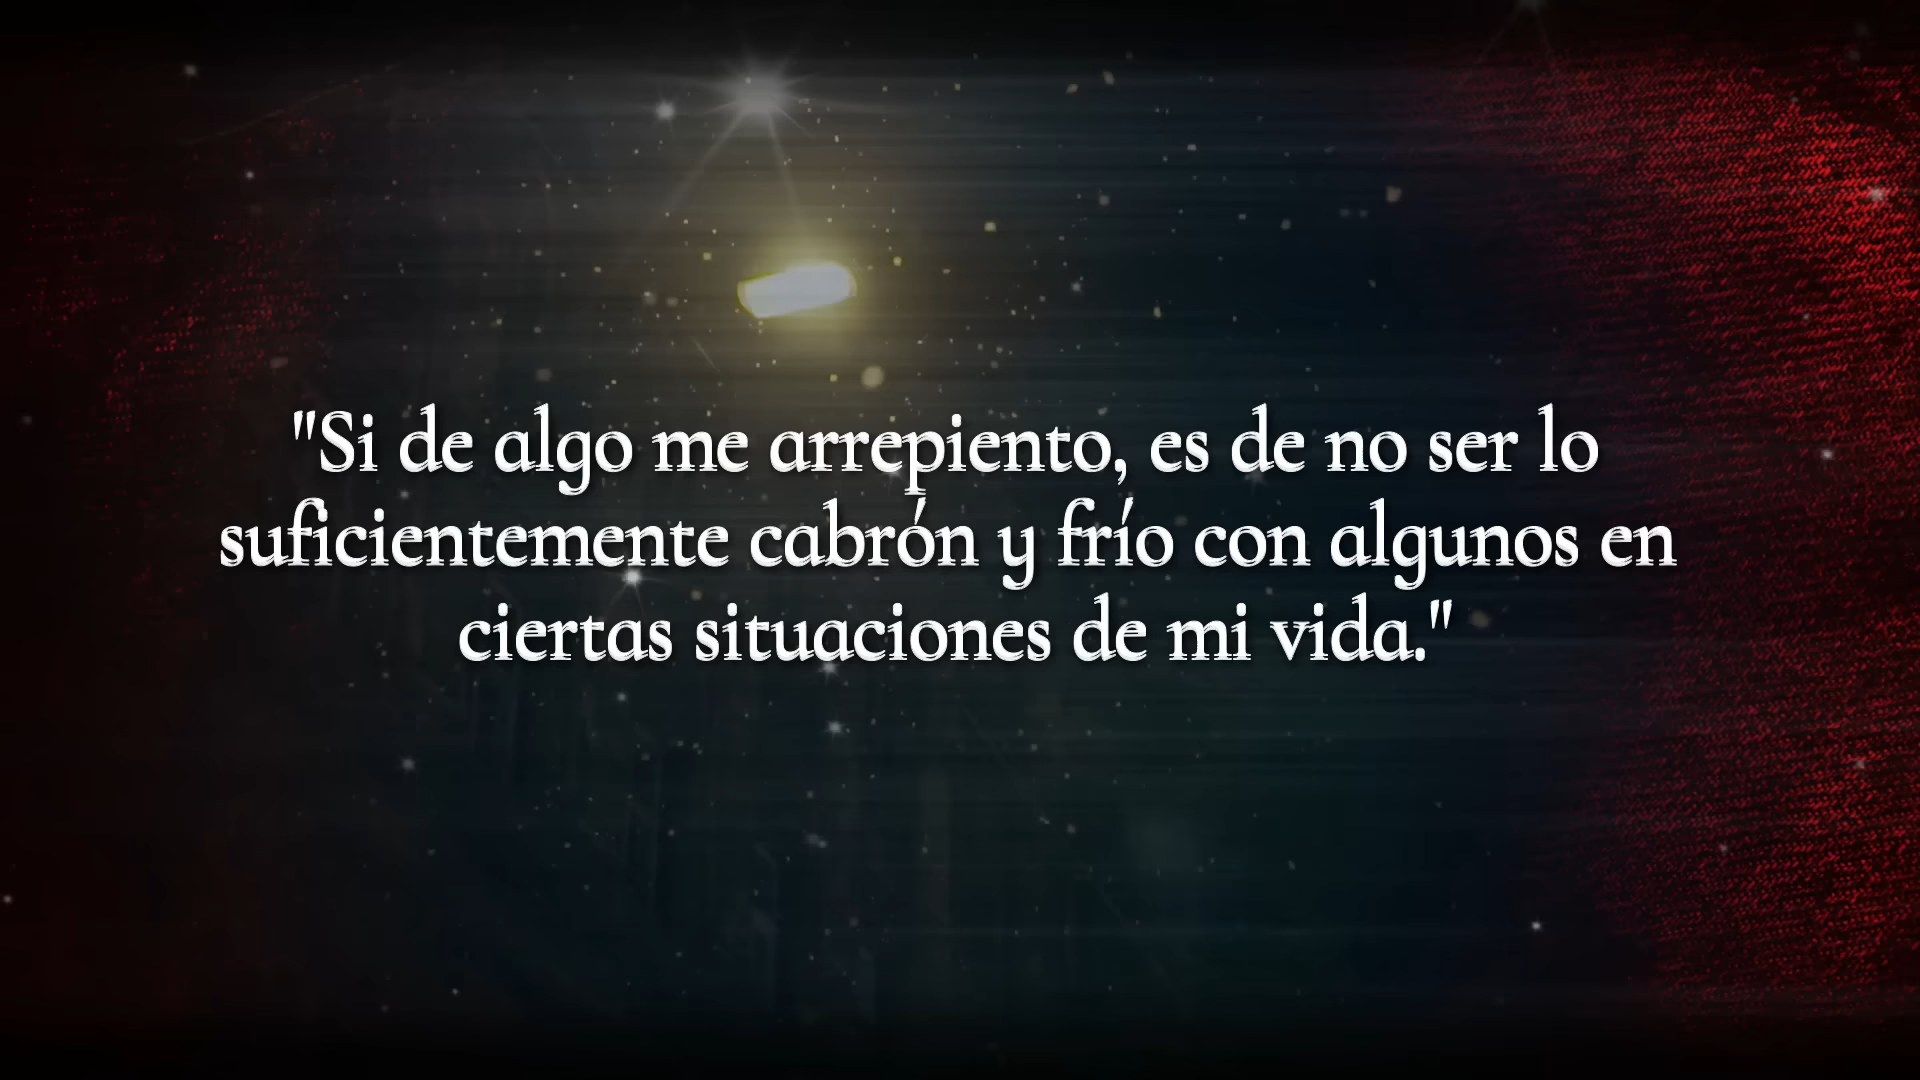 "Si de algo me arrepiento, es de no ser lo
suficientemente cabrón y frío con algunos en
ciertas situaciones de mi vida."